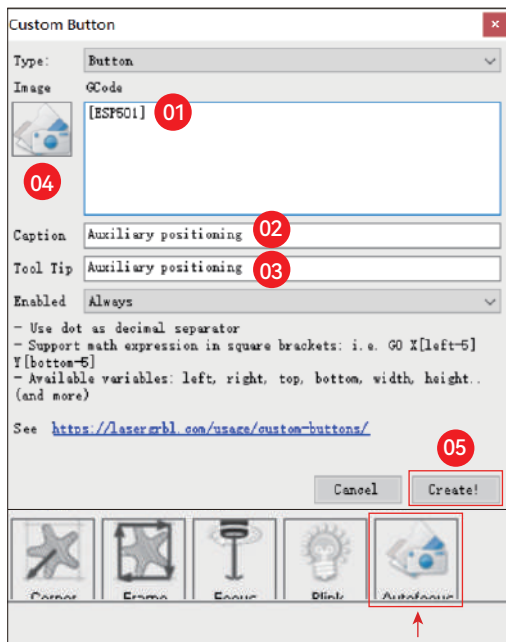 Custom Button
×
Type: Button
Image GCode
[ESP501] 01
04
Caption Auxiliary positioning 02
Tool Tip Auxiliary positioning 03
Enabled Always
- Use dot as decimal separator
- Support math expression in square brackets: i.e. G0 X[left-5]
Y[bottom-5]
- Available variables: left, right, top, bottom, width, height..
(and more)
See https://lasergrbl.com/usage/custom-buttons/
05
Cancel Create!
Corner Frame Focus Blink Autofocus